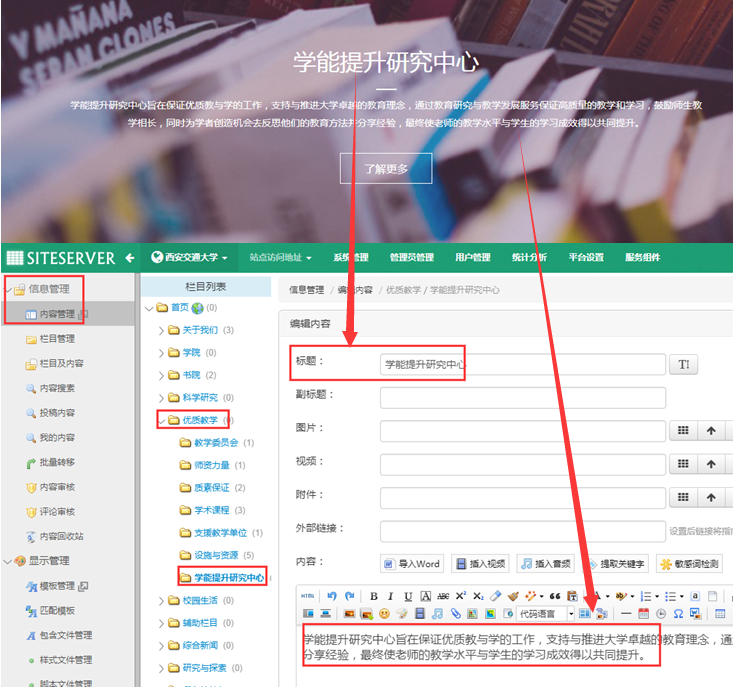 Y MAÑANA
SERAN CLONES
学能提升研究中心
学能提升研究中心旨在保证优质教与学的工作，支持与推进大学卓越的教育理念，通过教育研究与教学发展服务保证高质量的教学和学习，鼓励师生教
学相长，同时为学者创造机会去反思他们的教育方法并分享经验，最终使老师的教学水平与学生的学习成效得以共同提升。
了解更多
SITESERVER 西安交通大学 站点访问地址 系统管理 管理员管理 用户管理 统计分析 平台设置 服务组件
信息管理
内容管理
栏目管理
栏目及内容
内容搜索
投稿内容
我的内容
批量转移
内容审核
评论审核
内容回收站
显示管理
模板管理
匹配模板
包含文件管理
样式文件管理
脚本文件管理
栏目列表
首页 (0)
关于我们 (3)
学院 (0)
书院 (2)
科学研究 (0)
优质教学 (0)
教学委员会 (1)
师资力量 (1)
质素保证 (2)
学术课程 (3)
支援教学单位 (1)
设施与资源 (5)
学能提升研究中心
校园生活 (0)
辅助栏目 (0)
综合新闻 (0)
研究与探索 (0)
信息管理 / 编辑内容 / 优质教学 / 学能提升研究中心
编辑内容
标题： 学能提升研究中心 T!
副标题：
图片：
视频：
附件：
外部链接： 设置后链接将指
内容： 导入Word 插入视频 插入音频 提取关键字 敏感词检测
HTML B I U A ABC X² X₂
代码语言
学能提升研究中心旨在保证优质教与学的工作，支持与推进大学卓越的教育理念，通
分享经验，最终使老师的教学水平与学生的学习成效得以共同提升。